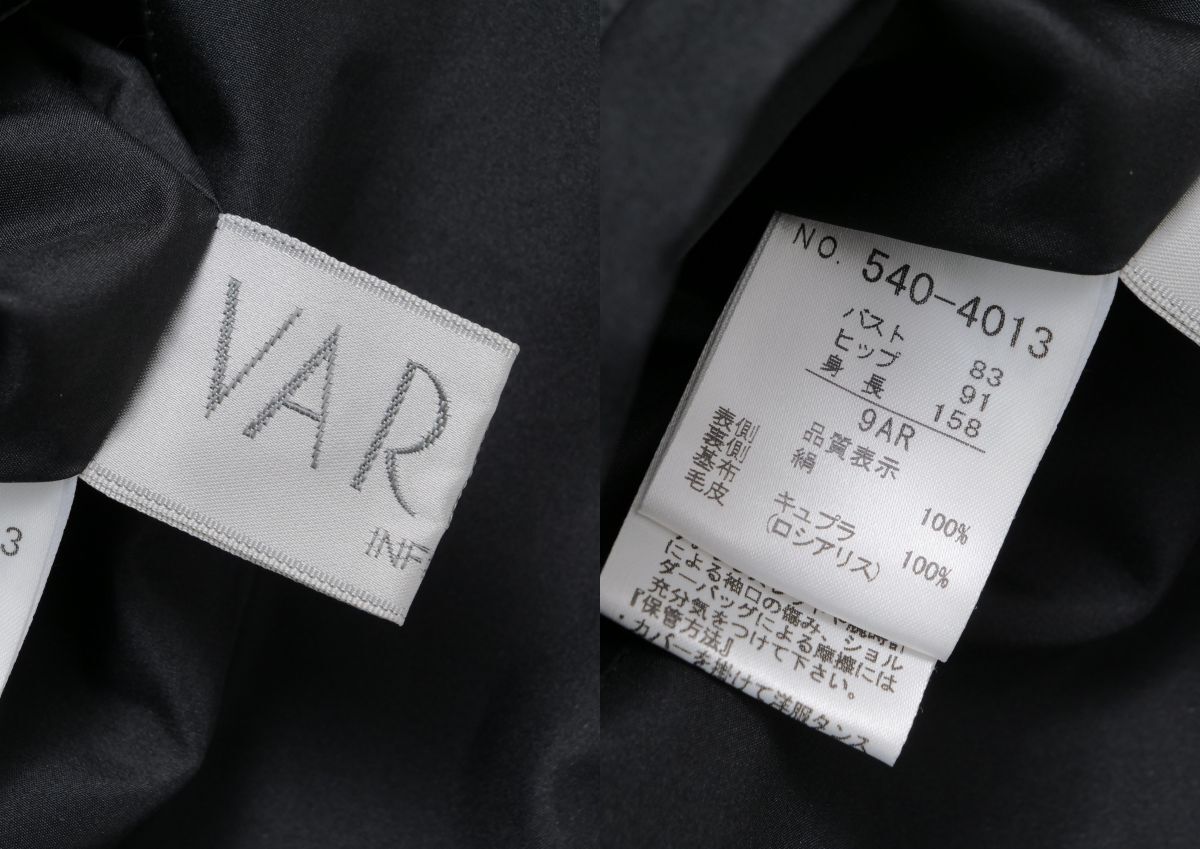 VAR
INF
3
NO. 540-4013
バスト 83
ヒップ 91
身長 158
9AR
品質表示
表側 絹 100%
裏側 キュプラ 100%
基布 (ロシアリス)
毛皮
による袖口の傷み、ショル
ダーバッグによる摩擦には
充分気をつけて下さい。
『保管方法』
・カバーを掛けて洋服タンス